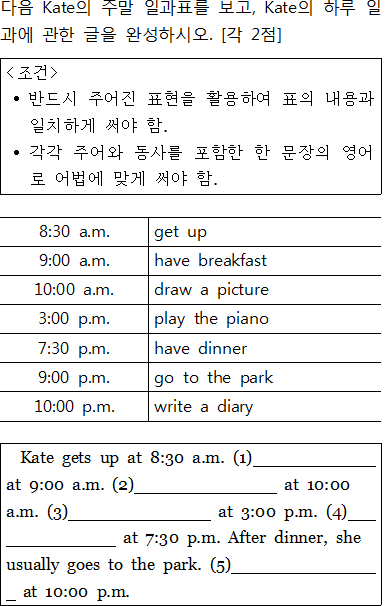 다음 Kate의 주말 일과표를 보고, Kate의 하루 일
과에 관한 글을 완성하시오. [각 2점]
<조건>
• 반드시 주어진 표현을 활용하여 표의 내용과
일치하게 써야 함.
• 각각 주어와 동사를 포함한 한 문장의 영어
로 어법에 맞게 써야 함.
8:30 a.m. get up
9:00 a.m. have breakfast
10:00 a.m. draw a picture
3:00 p.m. play the piano
7:30 p.m. have dinner
9:00 p.m. go to the park
10:00 p.m. write a diary
Kate gets up at 8:30 a.m. (1)______________
at 9:00 a.m. (2)________________ at 10:00
a.m. (3)________________ at 3:00 p.m. (4)___
_____________ at 7:30 p.m. After dinner, she
usually goes to the park. (5)______________
_ at 10:00 p.m.